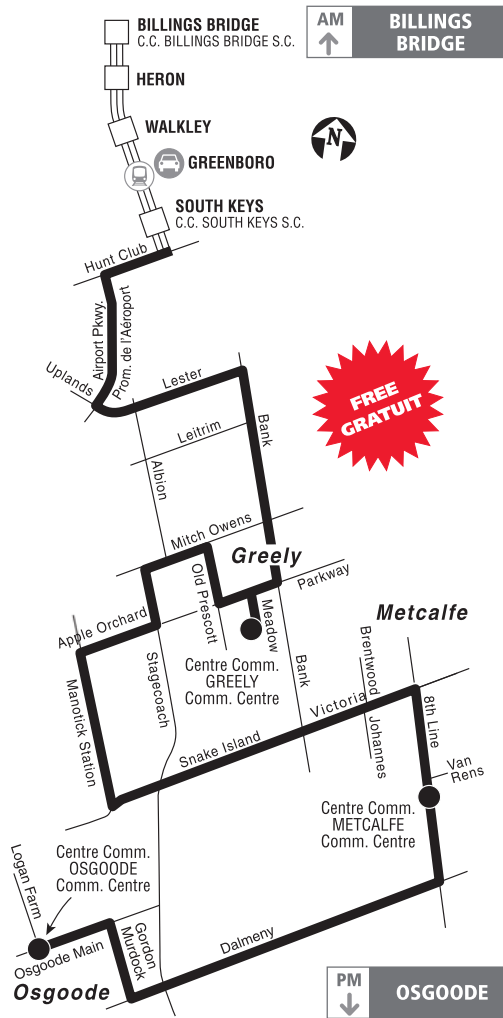 AM
BILLINGS
BRIDGE
BILLINGS BRIDGE
C.C. BILLINGS BRIDGE S.C.
HERON
WALKLEY
N
GREENBORO
SOUTH KEYS
C.C. SOUTH KEYS S.C.
Hunt Club
Airport Pkwy.
Prom. de l'Aéroport
Uplands
Lester
FREE
GRATUIT
Bank
Leitrim
Albion
Mitch Owens
Greely
Old Prescott
Parkway
Meadow
Apple Orchard
Metcalfe
Centre Comm.
GREELY
Comm. Centre
Stagecoach
Bank
Brentwood
Manotick Station
Victoria
8th Line
Johannes
Snake Island
Van
Rens
Centre Comm.
METCALFE
Comm. Centre
Centre Comm.
OSGOODE
Comm. Centre
Logan Farm
Osgoode Main
Gordon
Murdock
Dalmeny
Osgoode
PM
OSGOODE